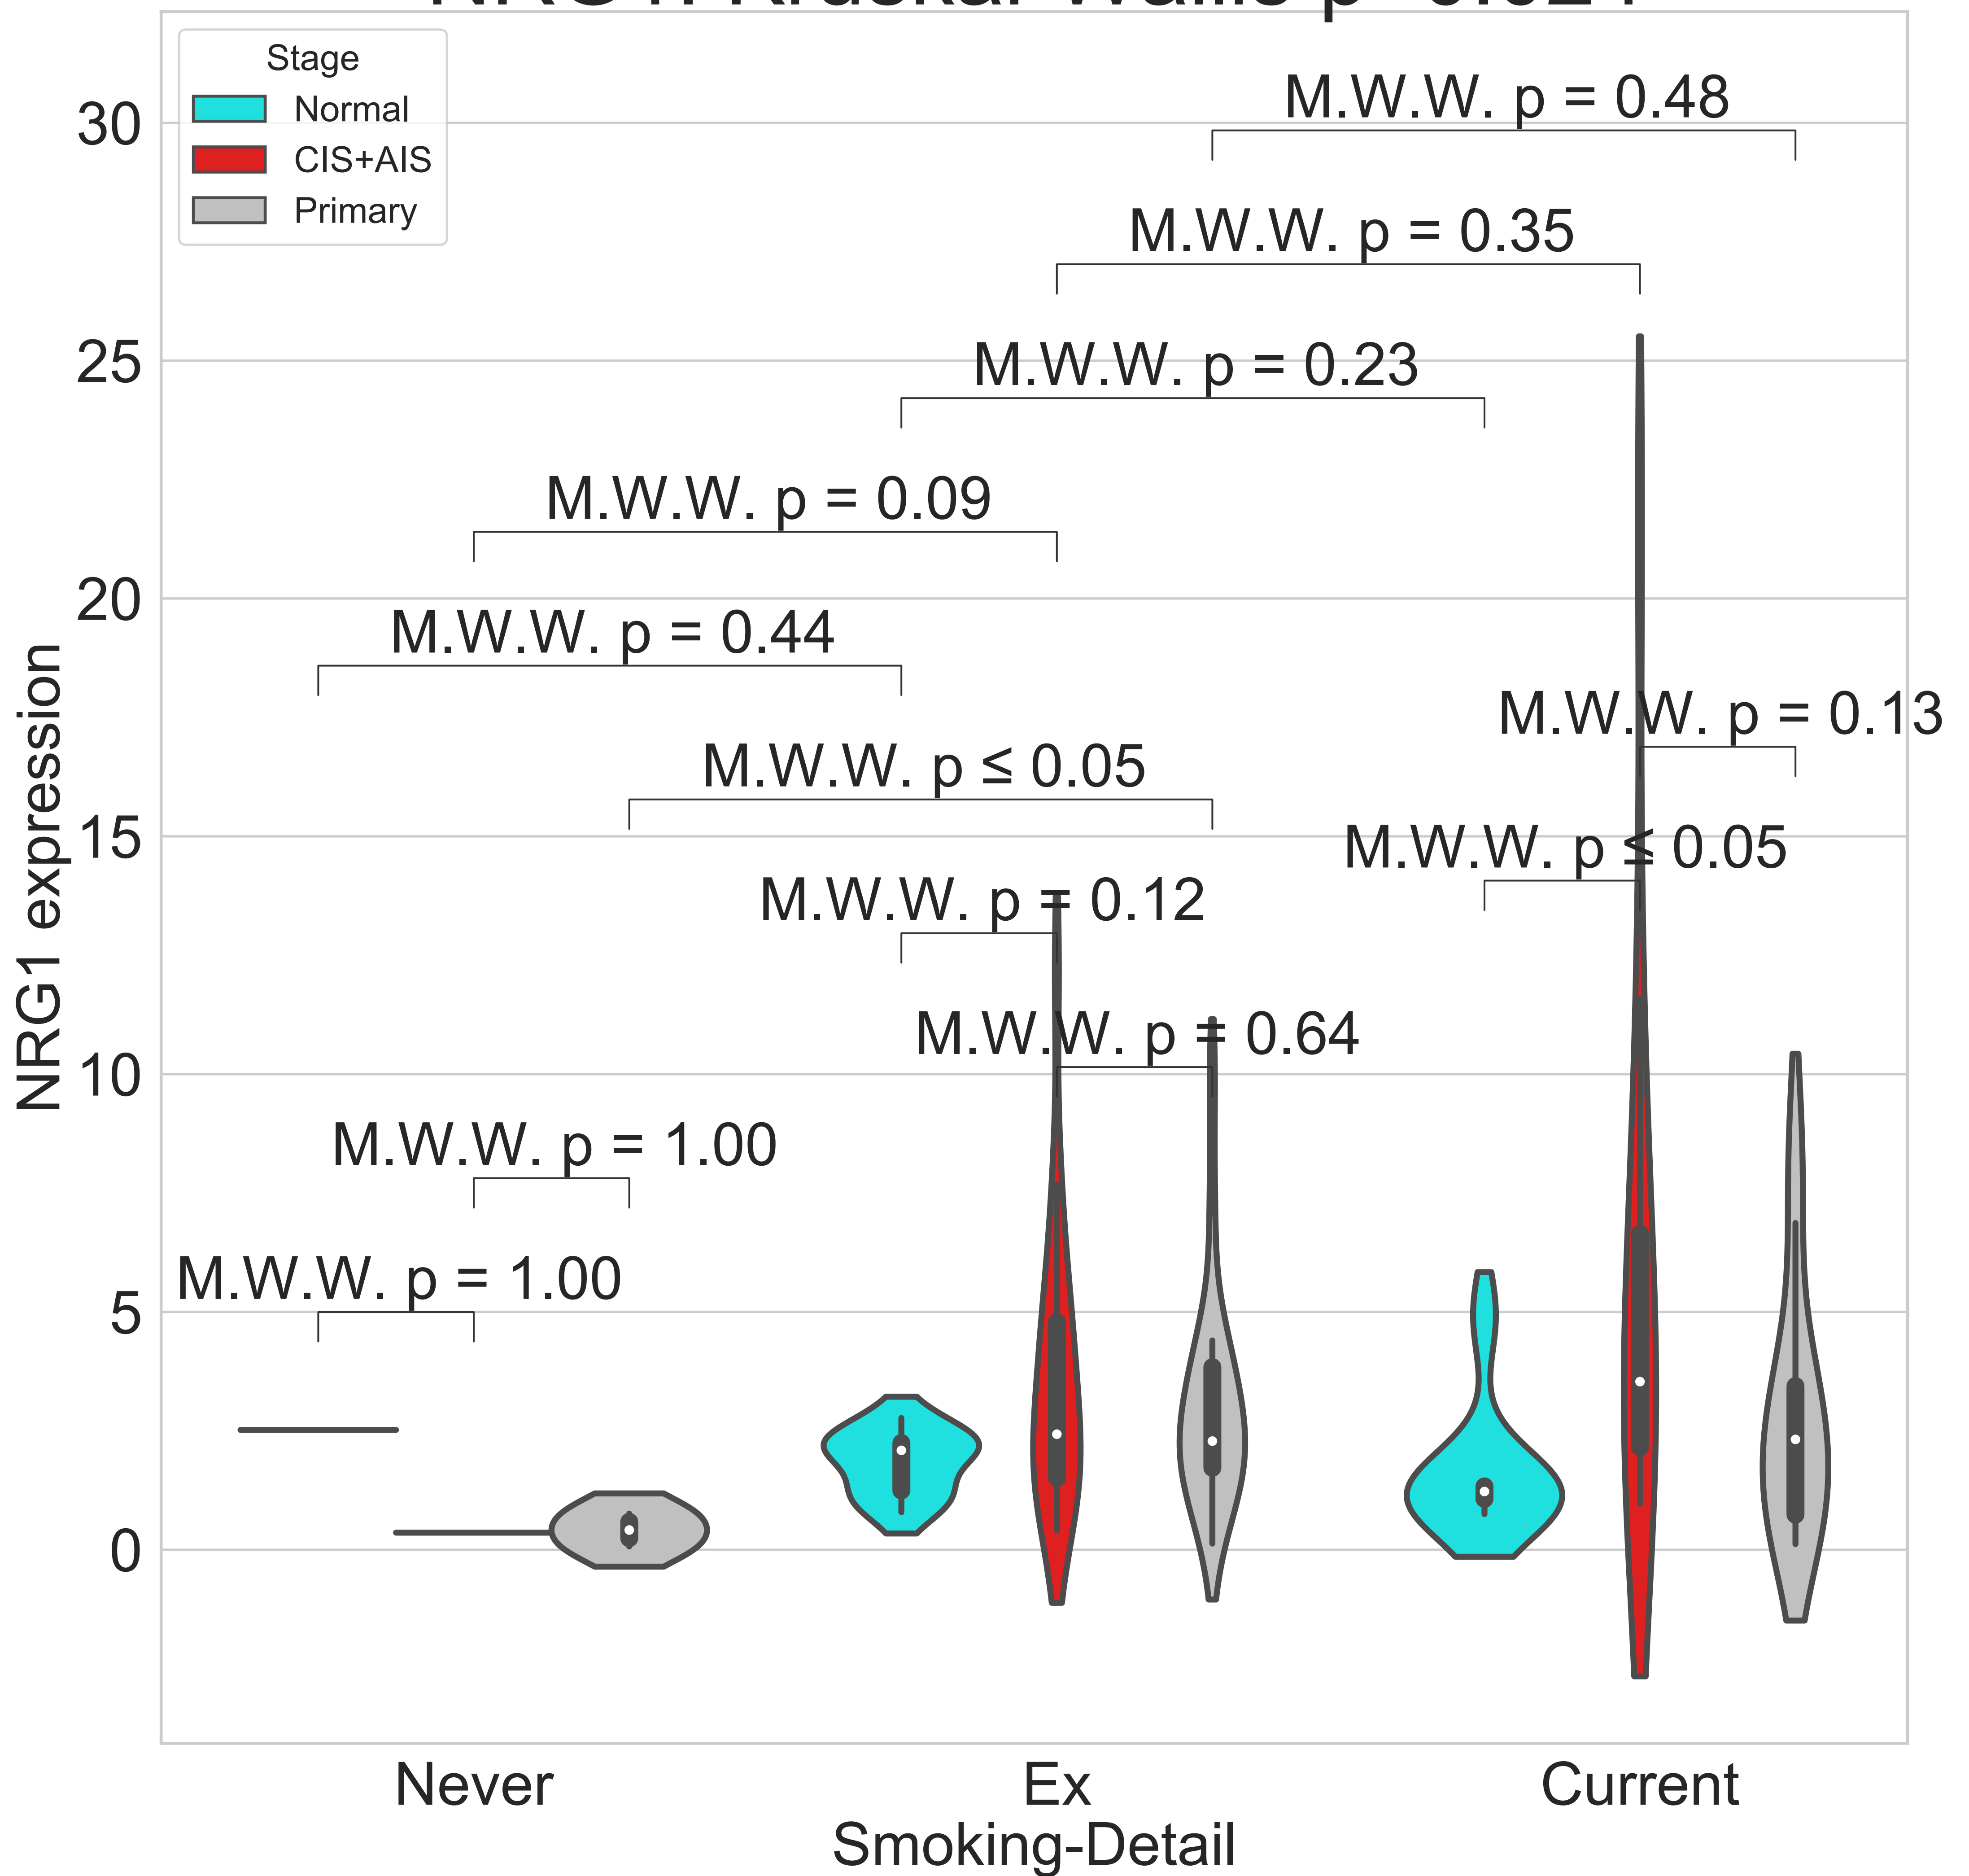 Stage
Normal
CIS+AIS
Primary
30
25
20
15
10
5
0
NRG1 expression
M.W.W. p = 0.48
M.W.W. p = 0.35
M.W.W. p = 0.23
M.W.W. p = 0.09
M.W.W. p = 0.44
M.W.W. p = 0.13
M.W.W. p ≤ 0.05
M.W.W. p ≤ 0.05
M.W.W. p = 0.12
M.W.W. p = 0.64
M.W.W. p = 1.00
M.W.W. p = 1.00
Never
Ex
Current
Smoking-Detail